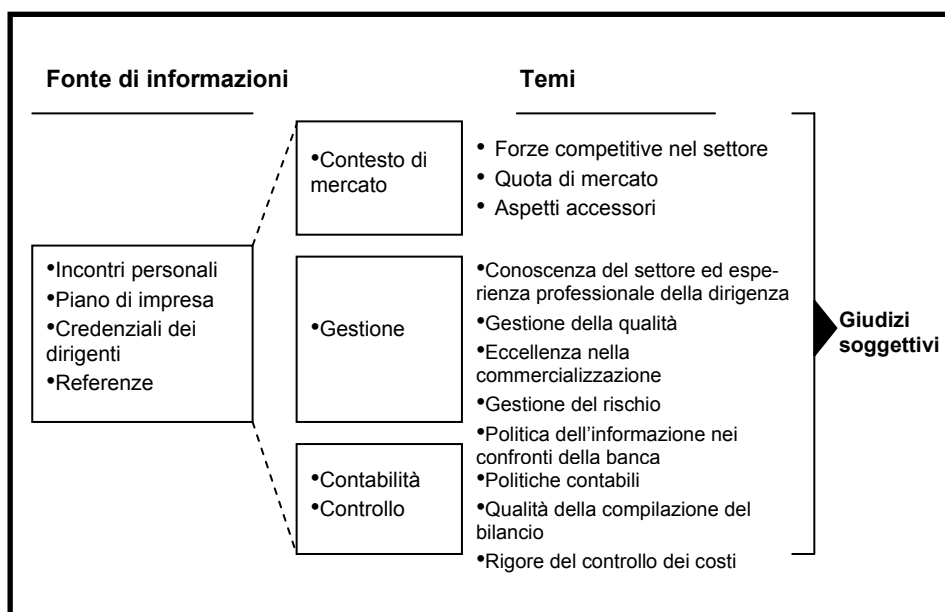 Fonte di informazioni
Temi
•Incontri personali
•Piano di impresa
•Credenziali dei
dirigenti
•Referenze
•Contesto di
mercato
• Forze competitive nel settore
• Quota di mercato
• Aspetti accessori
•Gestione
•Conoscenza del settore ed espe-
rienza professionale della dirigenza
•Gestione della qualità
•Eccellenza nella
commercializzazione
•Gestione del rischio
•Politica dell'informazione nei
confronti della banca
•Contabilità
•Controllo
•Politiche contabili
•Qualità della compilazione del
bilancio
•Rigore del controllo dei costi
Giudizi
soggettivi